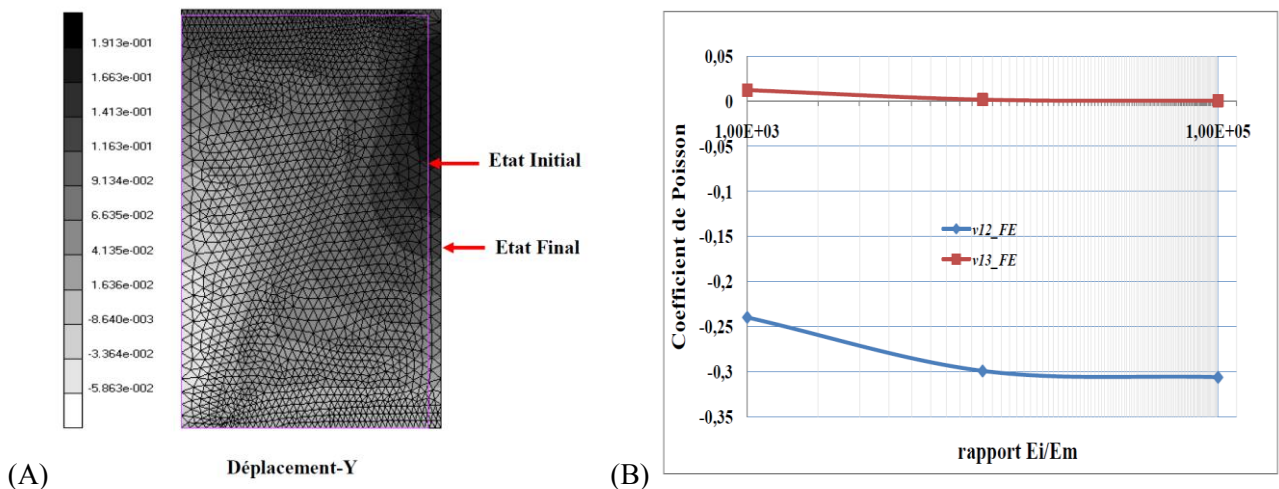 1.913e-001
1.663e-001
1.413e-001
1.163e-001
9.134e-002
6.635e-002
4.135e-002
1.636e-002
-8.640e-003
-3.364e-002
-5.863e-002
Etat Initial
Etat Final
Déplacement-Y
(A)
0,05
0
-0,05
-0,1
-0,15
-0,2
-0,25
-0,3
-0,35
Coefficient de Poisson
1,00E+03
1,00E+05
v12_FE
v13_FE
rapport Ei/Em
(B)